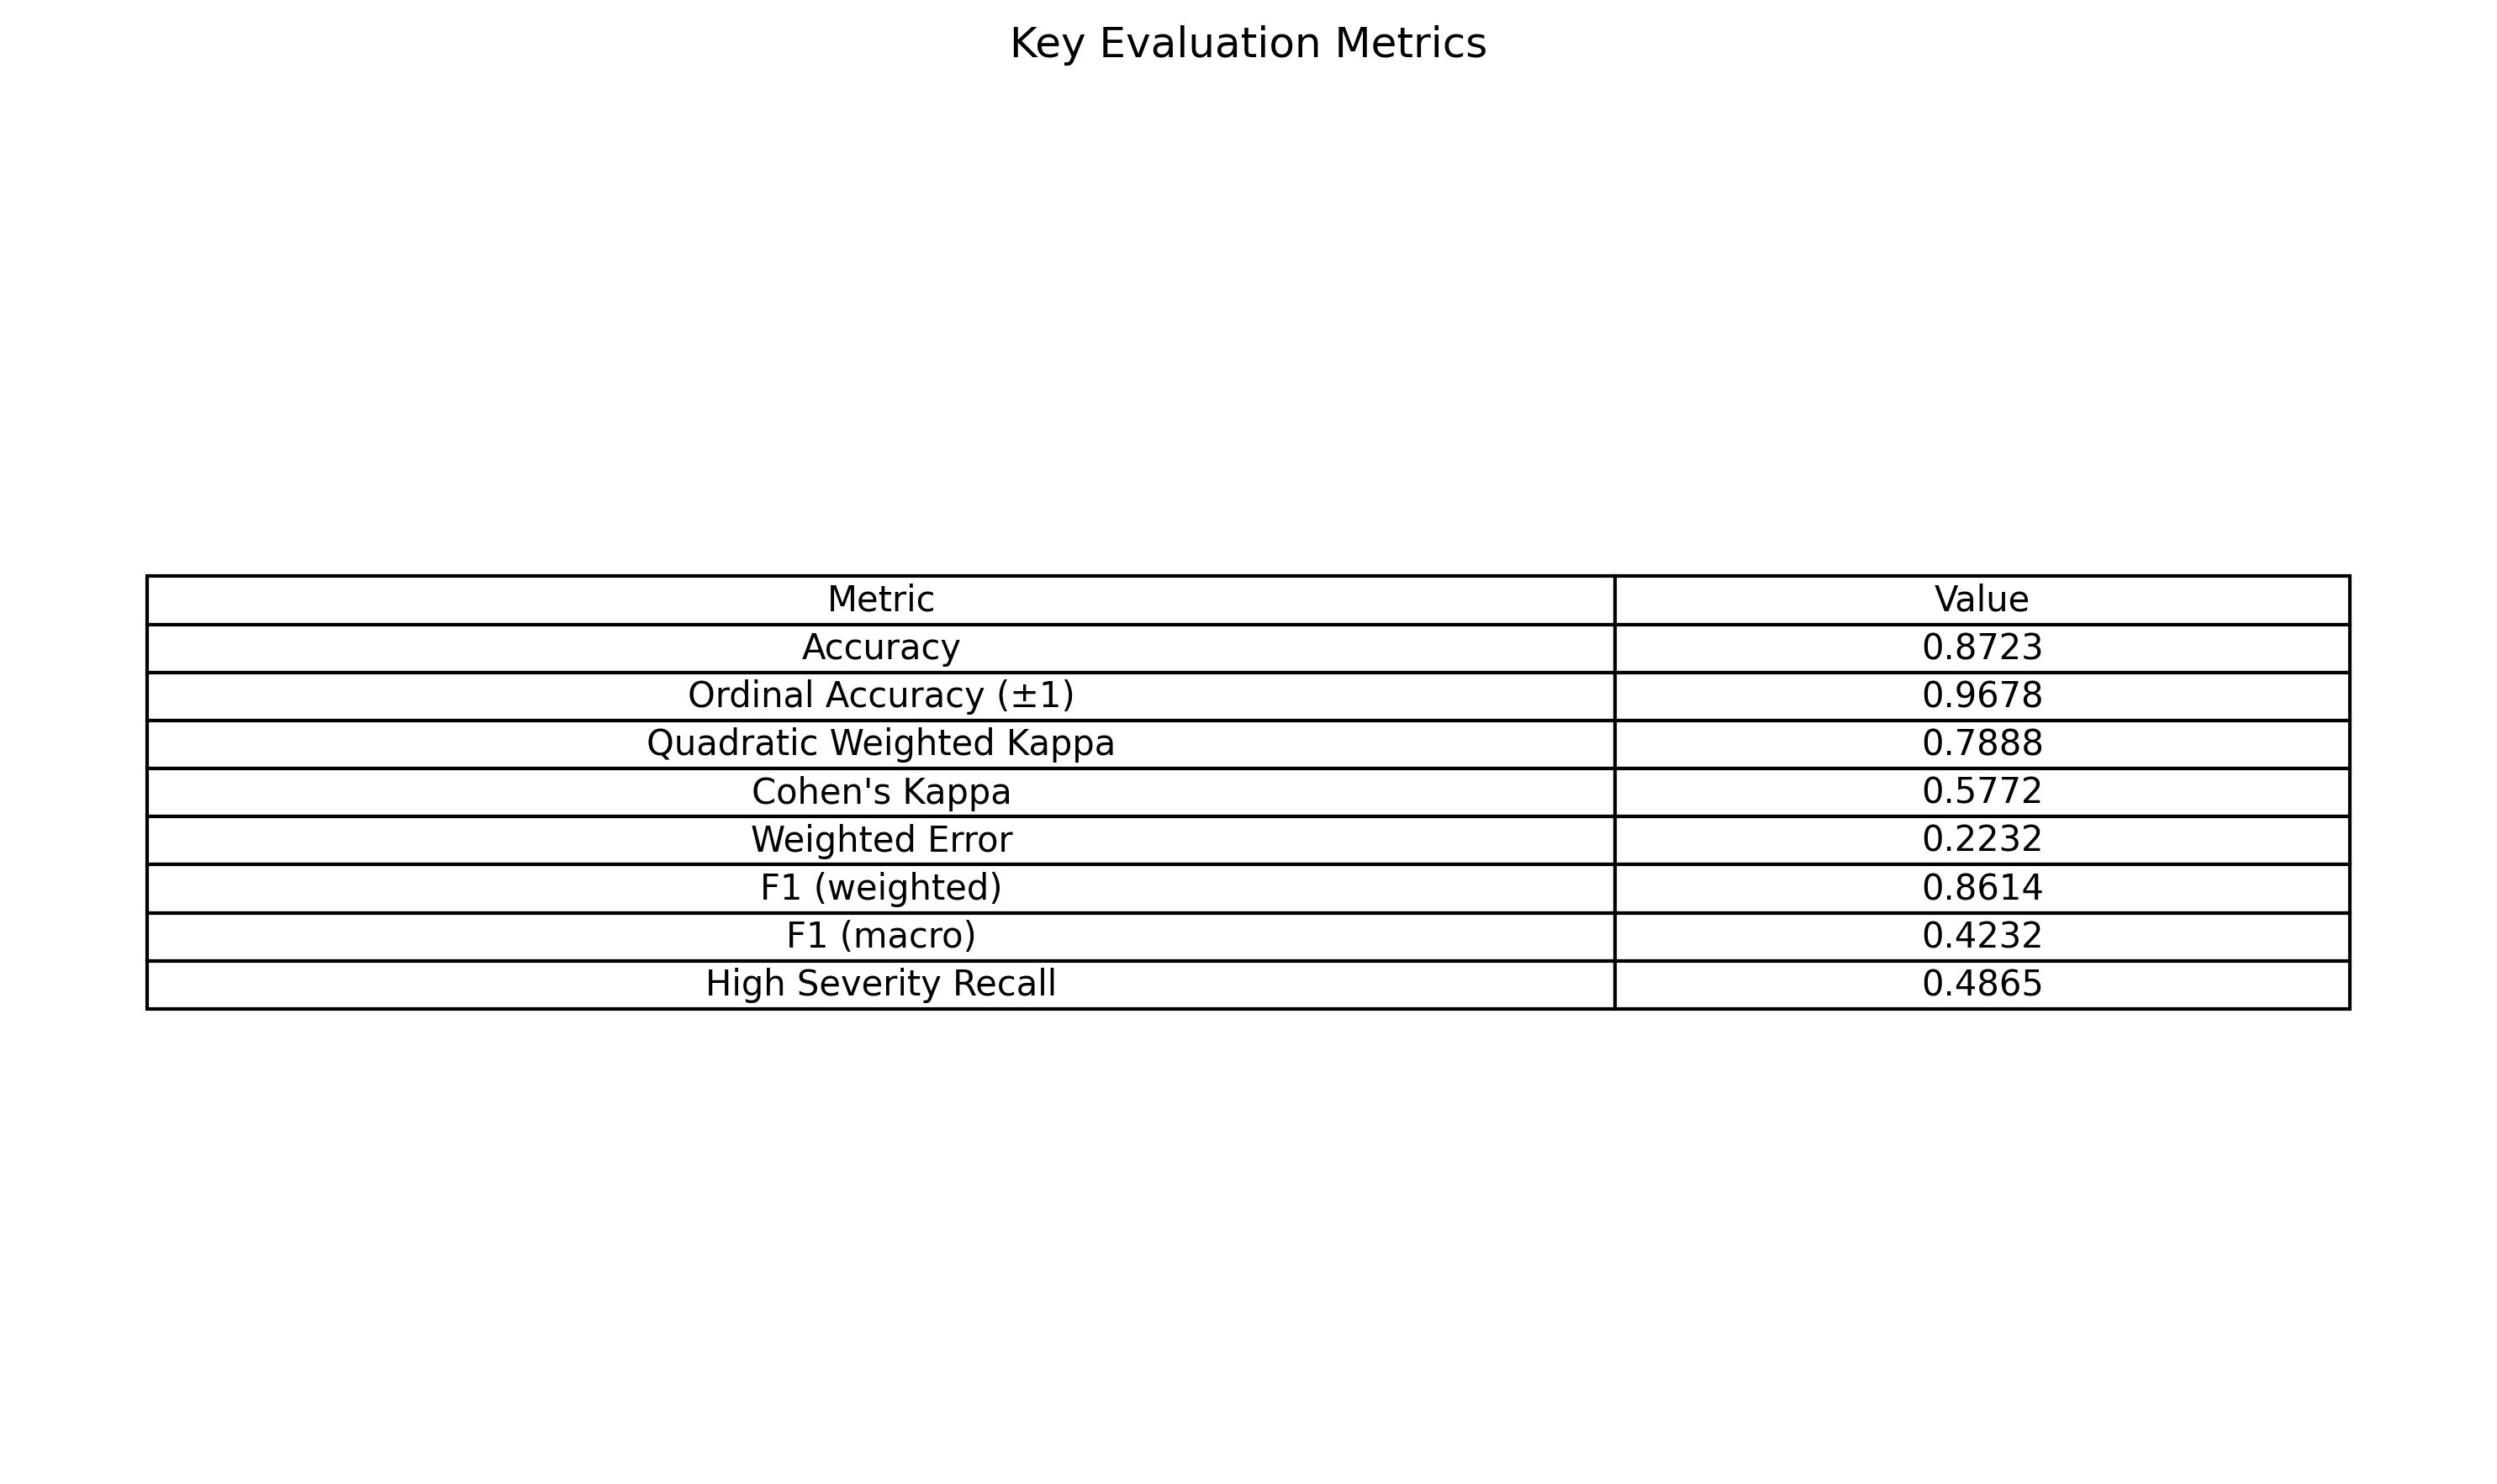 Key Evaluation Metrics
Metric Value
Accuracy 0.8723
Ordinal Accuracy (±1) 0.9678
Quadratic Weighted Kappa 0.7888
Cohen's Kappa 0.5772
Weighted Error 0.2232
F1 (weighted) 0.8614
F1 (macro) 0.4232
High Severity Recall 0.4865